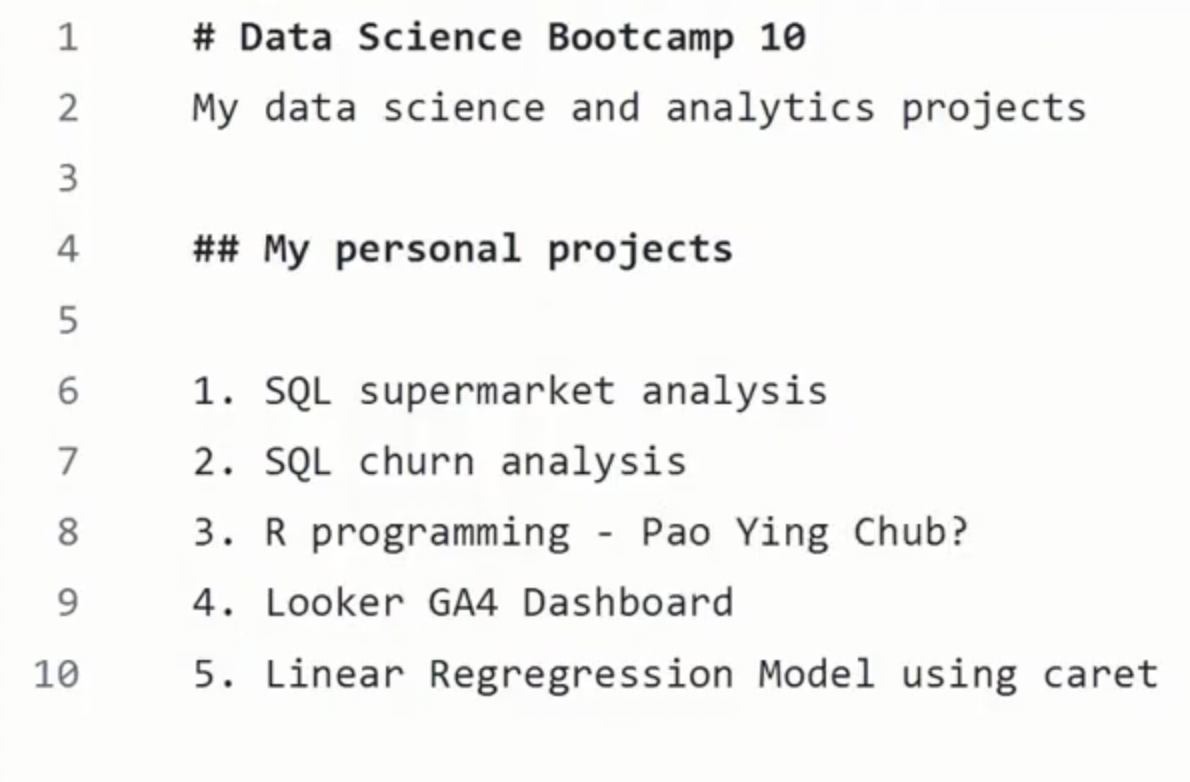 1 # Data Science Bootcamp 10
2 My data science and analytics projects
3
4 ## My personal projects
5
6 1. SQL supermarket analysis
7 2. SQL churn analysis
8 3. R programming - Pao Ying Chub?
9 4. Looker GA4 Dashboard
10 5. Linear Regregression Model using caret